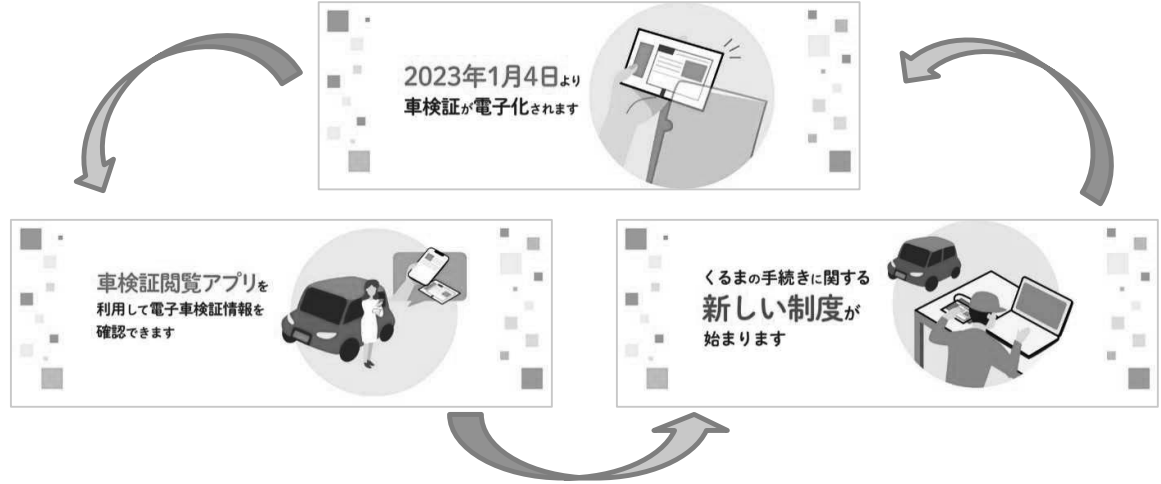 2023年1月4日より
車検証が電子化されます
車検証閲覧アプリを
利用して電子車検証情報を
確認できます
くるまの手続きに関する
新しい制度が
始まります